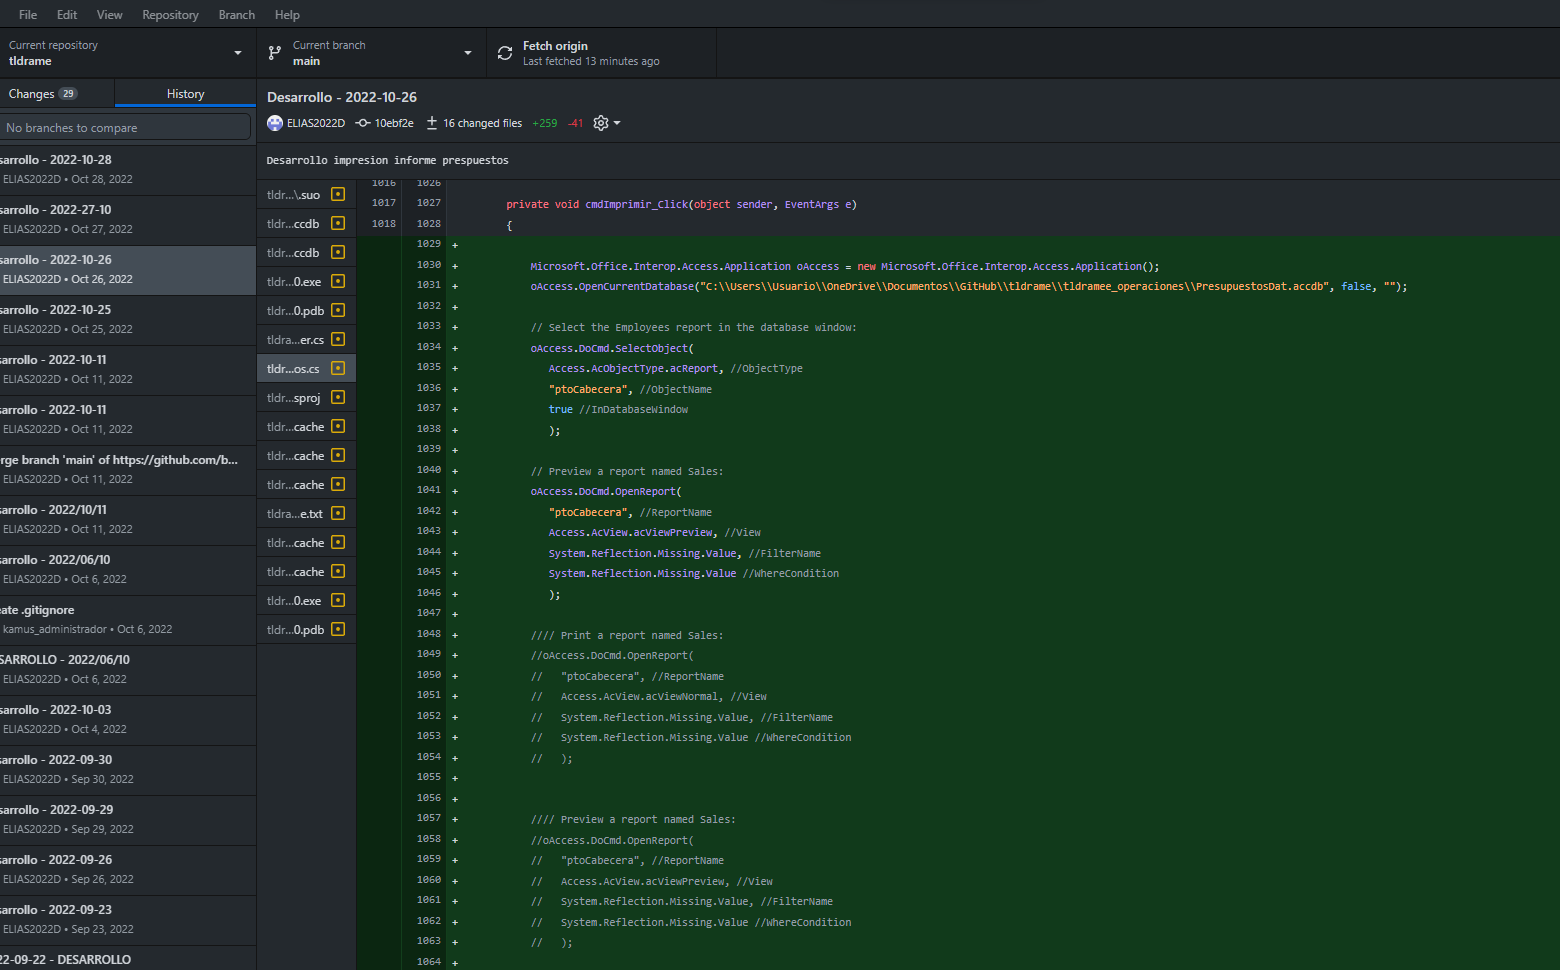 File Edit View Repository Branch Help
Current repository
tldrame
Current branch
main
Fetch origin
Last fetched 13 minutes ago
Changes 29
History
No branches to compare
sarrollo - 2022-10-28
ELIAS2022D • Oct 28, 2022
sarrollo - 2022-27-10
ELIAS2022D • Oct 27, 2022
sarrollo - 2022-10-26
ELIAS2022D • Oct 26, 2022
sarrollo - 2022-10-25
ELIAS2022D • Oct 25, 2022
sarrollo - 2022-10-11
ELIAS2022D • Oct 11, 2022
sarrollo - 2022-10-11
ELIAS2022D • Oct 11, 2022
rge branch 'main' of https://github.com/b...
ELIAS2022D • Oct 11, 2022
sarrollo - 2022/10/11
ELIAS2022D • Oct 11, 2022
sarrollo - 2022/06/10
ELIAS2022D • Oct 6, 2022
eate .gitignore
kamus_administrador • Oct 6, 2022
SARROLLO - 2022/06/10
ELIAS2022D • Oct 6, 2022
sarrollo - 2022-10-03
ELIAS2022D • Oct 4, 2022
sarrollo - 2022-09-30
ELIAS2022D • Sep 30, 2022
sarrollo - 2022-09-29
ELIAS2022D • Sep 29, 2022
sarrollo - 2022-09-26
ELIAS2022D • Sep 26, 2022
sarrollo - 2022-09-23
ELIAS2022D • Sep 23, 2022
22-09-22 - DESARROLLO
Desarrollo - 2022-10-26
ELIAS2022D 10ebf2e 16 changed files +259 -41
Desarrollo impresion informe prespuestos
tldr...\.suo
tldr...ccdb
tldr...ccdb
tldr...0.exe
tldr...0.pdb
tldra...er.cs
tldr...os.cs
tldr...sproj
tldr...cache
tldr...cache
tldr...cache
tldra...e.txt
tldr...cache
tldr...cache
tldr...0.exe
tldr...0.pdb
1016 1026
1017 1027 private void cmdImprimir_Click(object sender, EventArgs e)
1018 1028 {
1029 +
1030 + Microsoft.Office.Interop.Access.Application oAccess = new Microsoft.Office.Interop.Access.Application();
1031 + oAccess.OpenCurrentDatabase("C:\\Users\\Usuario\\OneDrive\\Documentos\\GitHub\\tldrame\\tldramee_operaciones\\PresupuestosDat.accdb", false, "");
1032 +
1033 + // Select the Employees report in the database window:
1034 + oAccess.DoCmd.SelectObject(
1035 + Access.AcObjectType.acReport, //ObjectType
1036 + "ptoCabecera", //ObjectName
1037 + true //InDatabaseWindow
1038 + );
1039 +
1040 + // Preview a report named Sales:
1041 + oAccess.DoCmd.OpenReport(
1042 + "ptoCabecera", //ReportName
1043 + Access.AcView.acViewPreview, //View
1044 + System.Reflection.Missing.Value, //FilterName
1045 + System.Reflection.Missing.Value //WhereCondition
1046 + );
1047 +
1048 + //// Print a report named Sales:
1049 + //oAccess.DoCmd.OpenReport(
1050 + // "ptoCabecera", //ReportName
1051 + // Access.AcView.acViewNormal, //View
1052 + // System.Reflection.Missing.Value, //FilterName
1053 + // System.Reflection.Missing.Value //WhereCondition
1054 + // );
1055 +
1056 +
1057 + //// Preview a report named Sales:
1058 + //oAccess.DoCmd.OpenReport(
1059 + // "ptoCabecera", //ReportName
1060 + // Access.AcView.acViewPreview, //View
1061 + // System.Reflection.Missing.Value, //FilterName
1062 + // System.Reflection.Missing.Value //WhereCondition
1063 + // );
1064 +